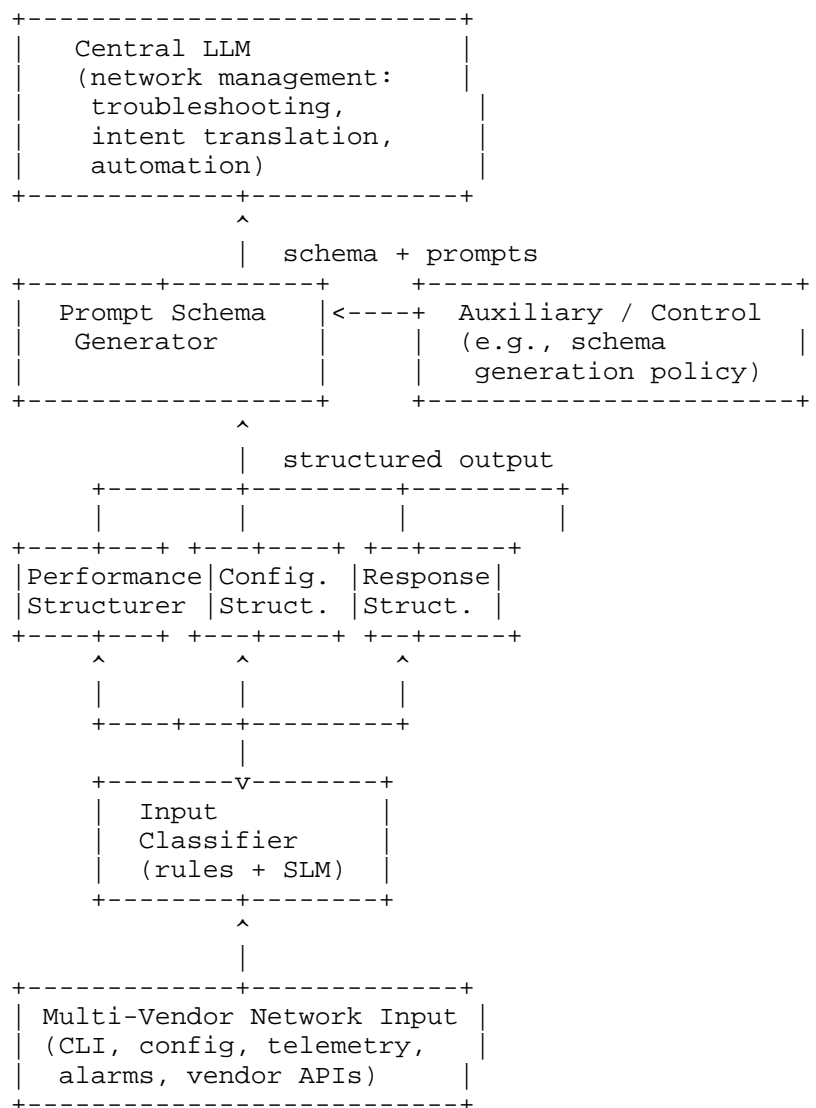 Central LLM
(network management:
troubleshooting,
intent translation,
automation)
schema + prompts
Prompt Schema
Generator
Auxiliary / Control
(e.g., schema
generation policy)
structured output
Performance
Structurer
Config.
Struct.
Response
Struct.
Input
Classifier
(rules + SLM)
Multi-Vendor Network Input
(CLI, config, telemetry,
alarms, vendor APIs)